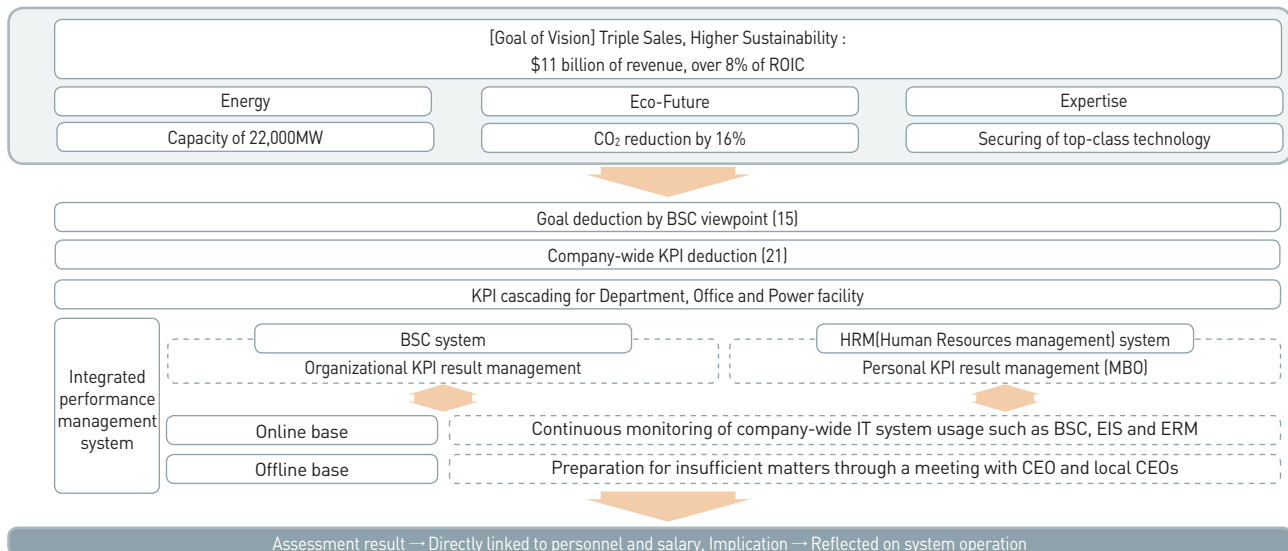 [Goal of Vision] Triple Sales, Higher Sustainability :
$11 billion of revenue, over 8% of ROIC
Energy
Eco-Future
Expertise
Capacity of 22,000MW
CO₂ reduction by 16%
Securing of top-class technology
Goal deduction by BSC viewpoint (15)
Company-wide KPI deduction (21)
KPI cascading for Department, Office and Power facility
Integrated
performance
management
system
BSC system
Organizational KPI result management
HRM(Human Resources management) system
Personal KPI result management (MBO)
Online base
Continuous monitoring of company-wide IT system usage such as BSC, EIS and ERM
Offline base
Preparation for insufficient matters through a meeting with CEO and local CEOs
Assessment result → Directly linked to personnel and salary, Implication → Reflected on system operation